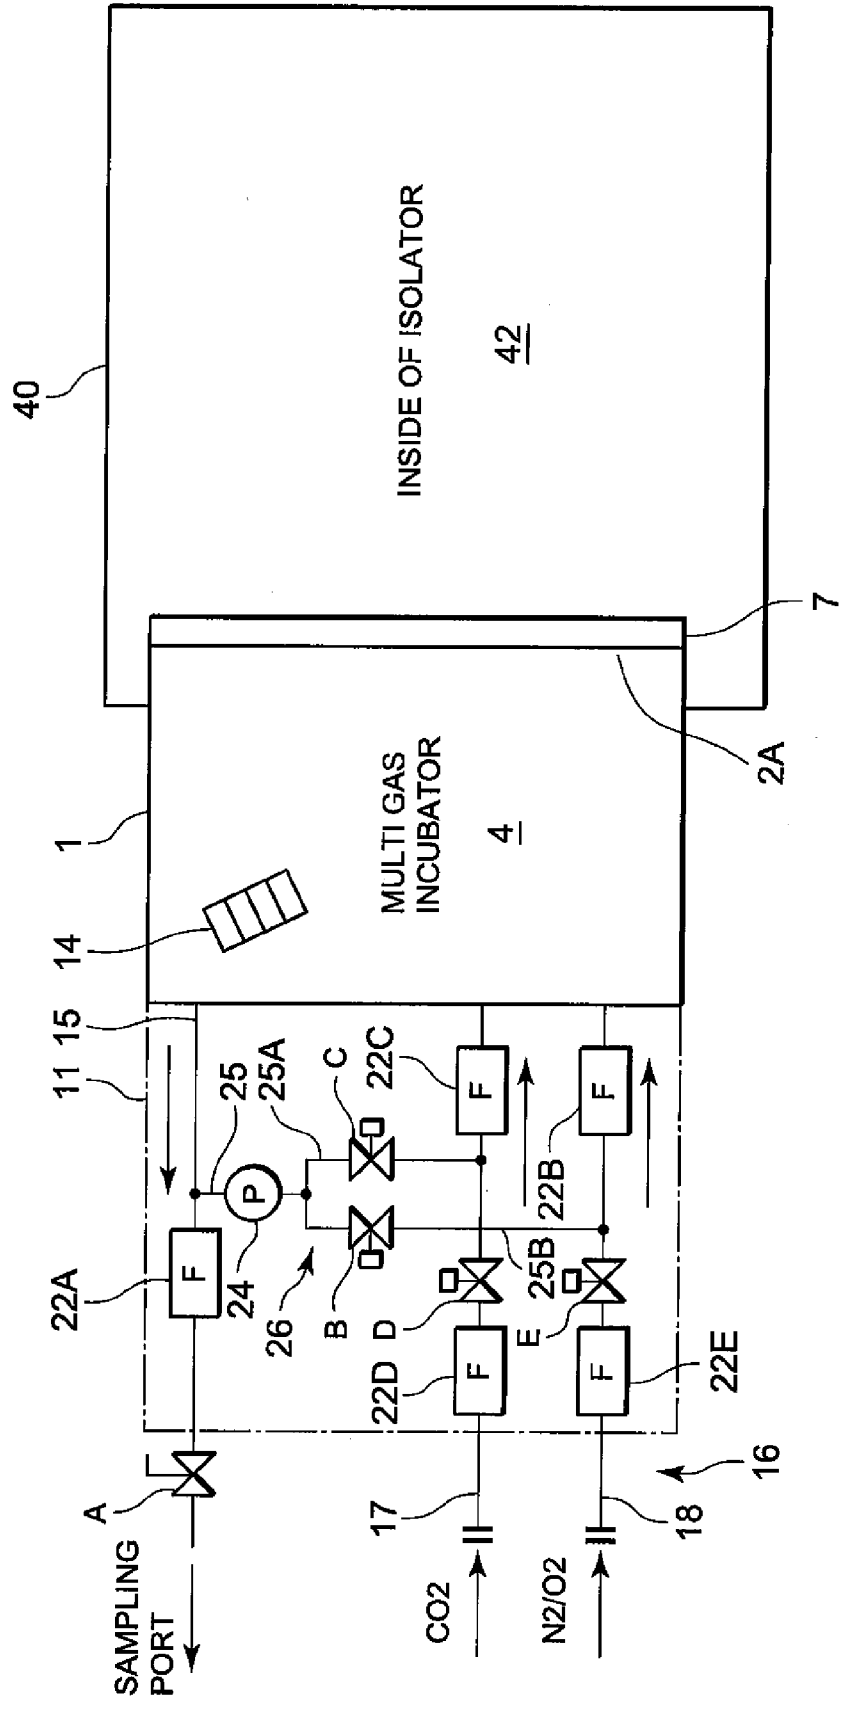 40
INSIDE OF ISOLATOR
42
7
2A
1
MULTI GAS
INCUBATOR
4
14
11
15
25
25A
C
22C
F
22B
F
P
22A
F
24
26
B
D
25B
E
22D
F
22E
F
A
17
18
16
SAMPLING
PORT
CO2
N2/O2